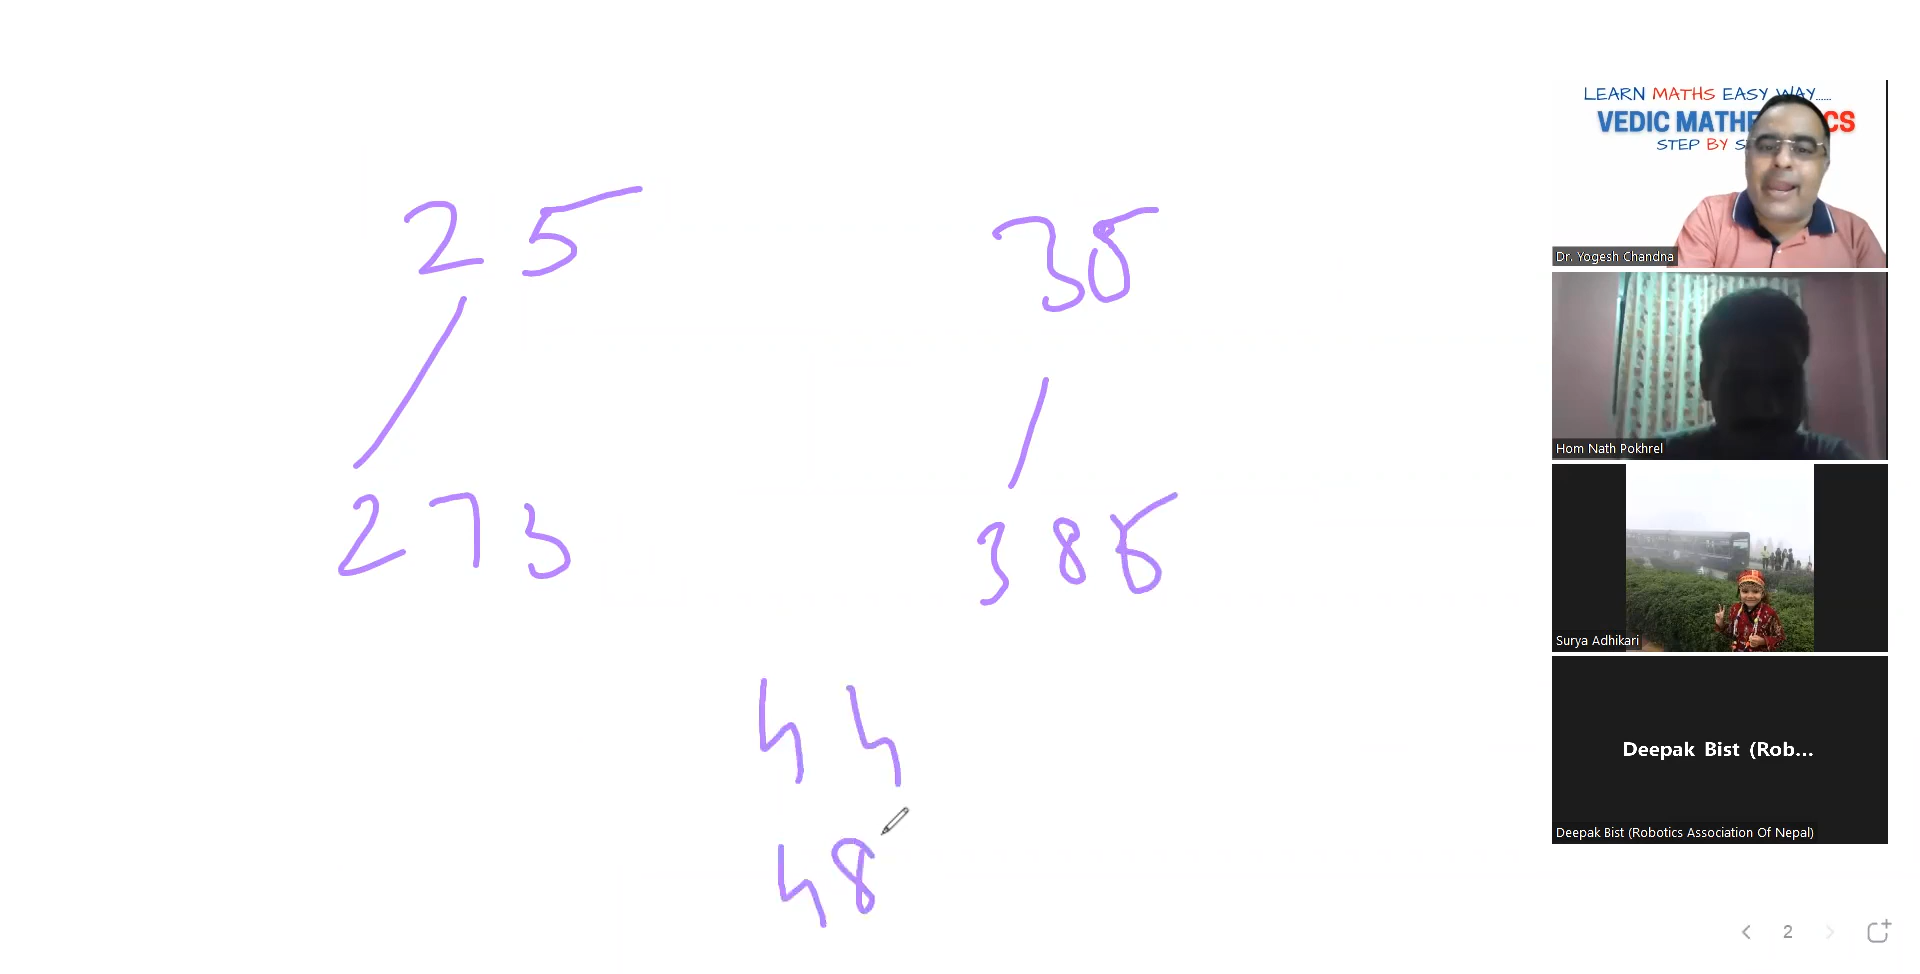 LEARN MATHS EASY WAY......
VEDIC MATHE CS
STEP BY S
25
35
273
385
44
48
Dr. Yogesh Chandna
Hom Nath Pokhrel
Surya Adhikari
Deepak Bist (Rob...
Deepak Bist (Robotics Association Of Nepal)
2